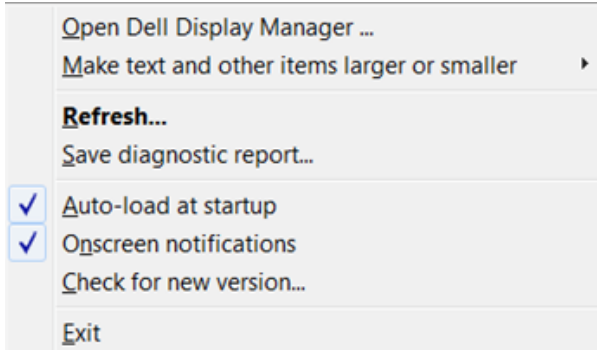 Open Dell Display Manager ...
Make text and other items larger or smaller
Refresh...
Save diagnostic report...
Auto-load at startup
Onscreen notifications
Check for new version...
Exit